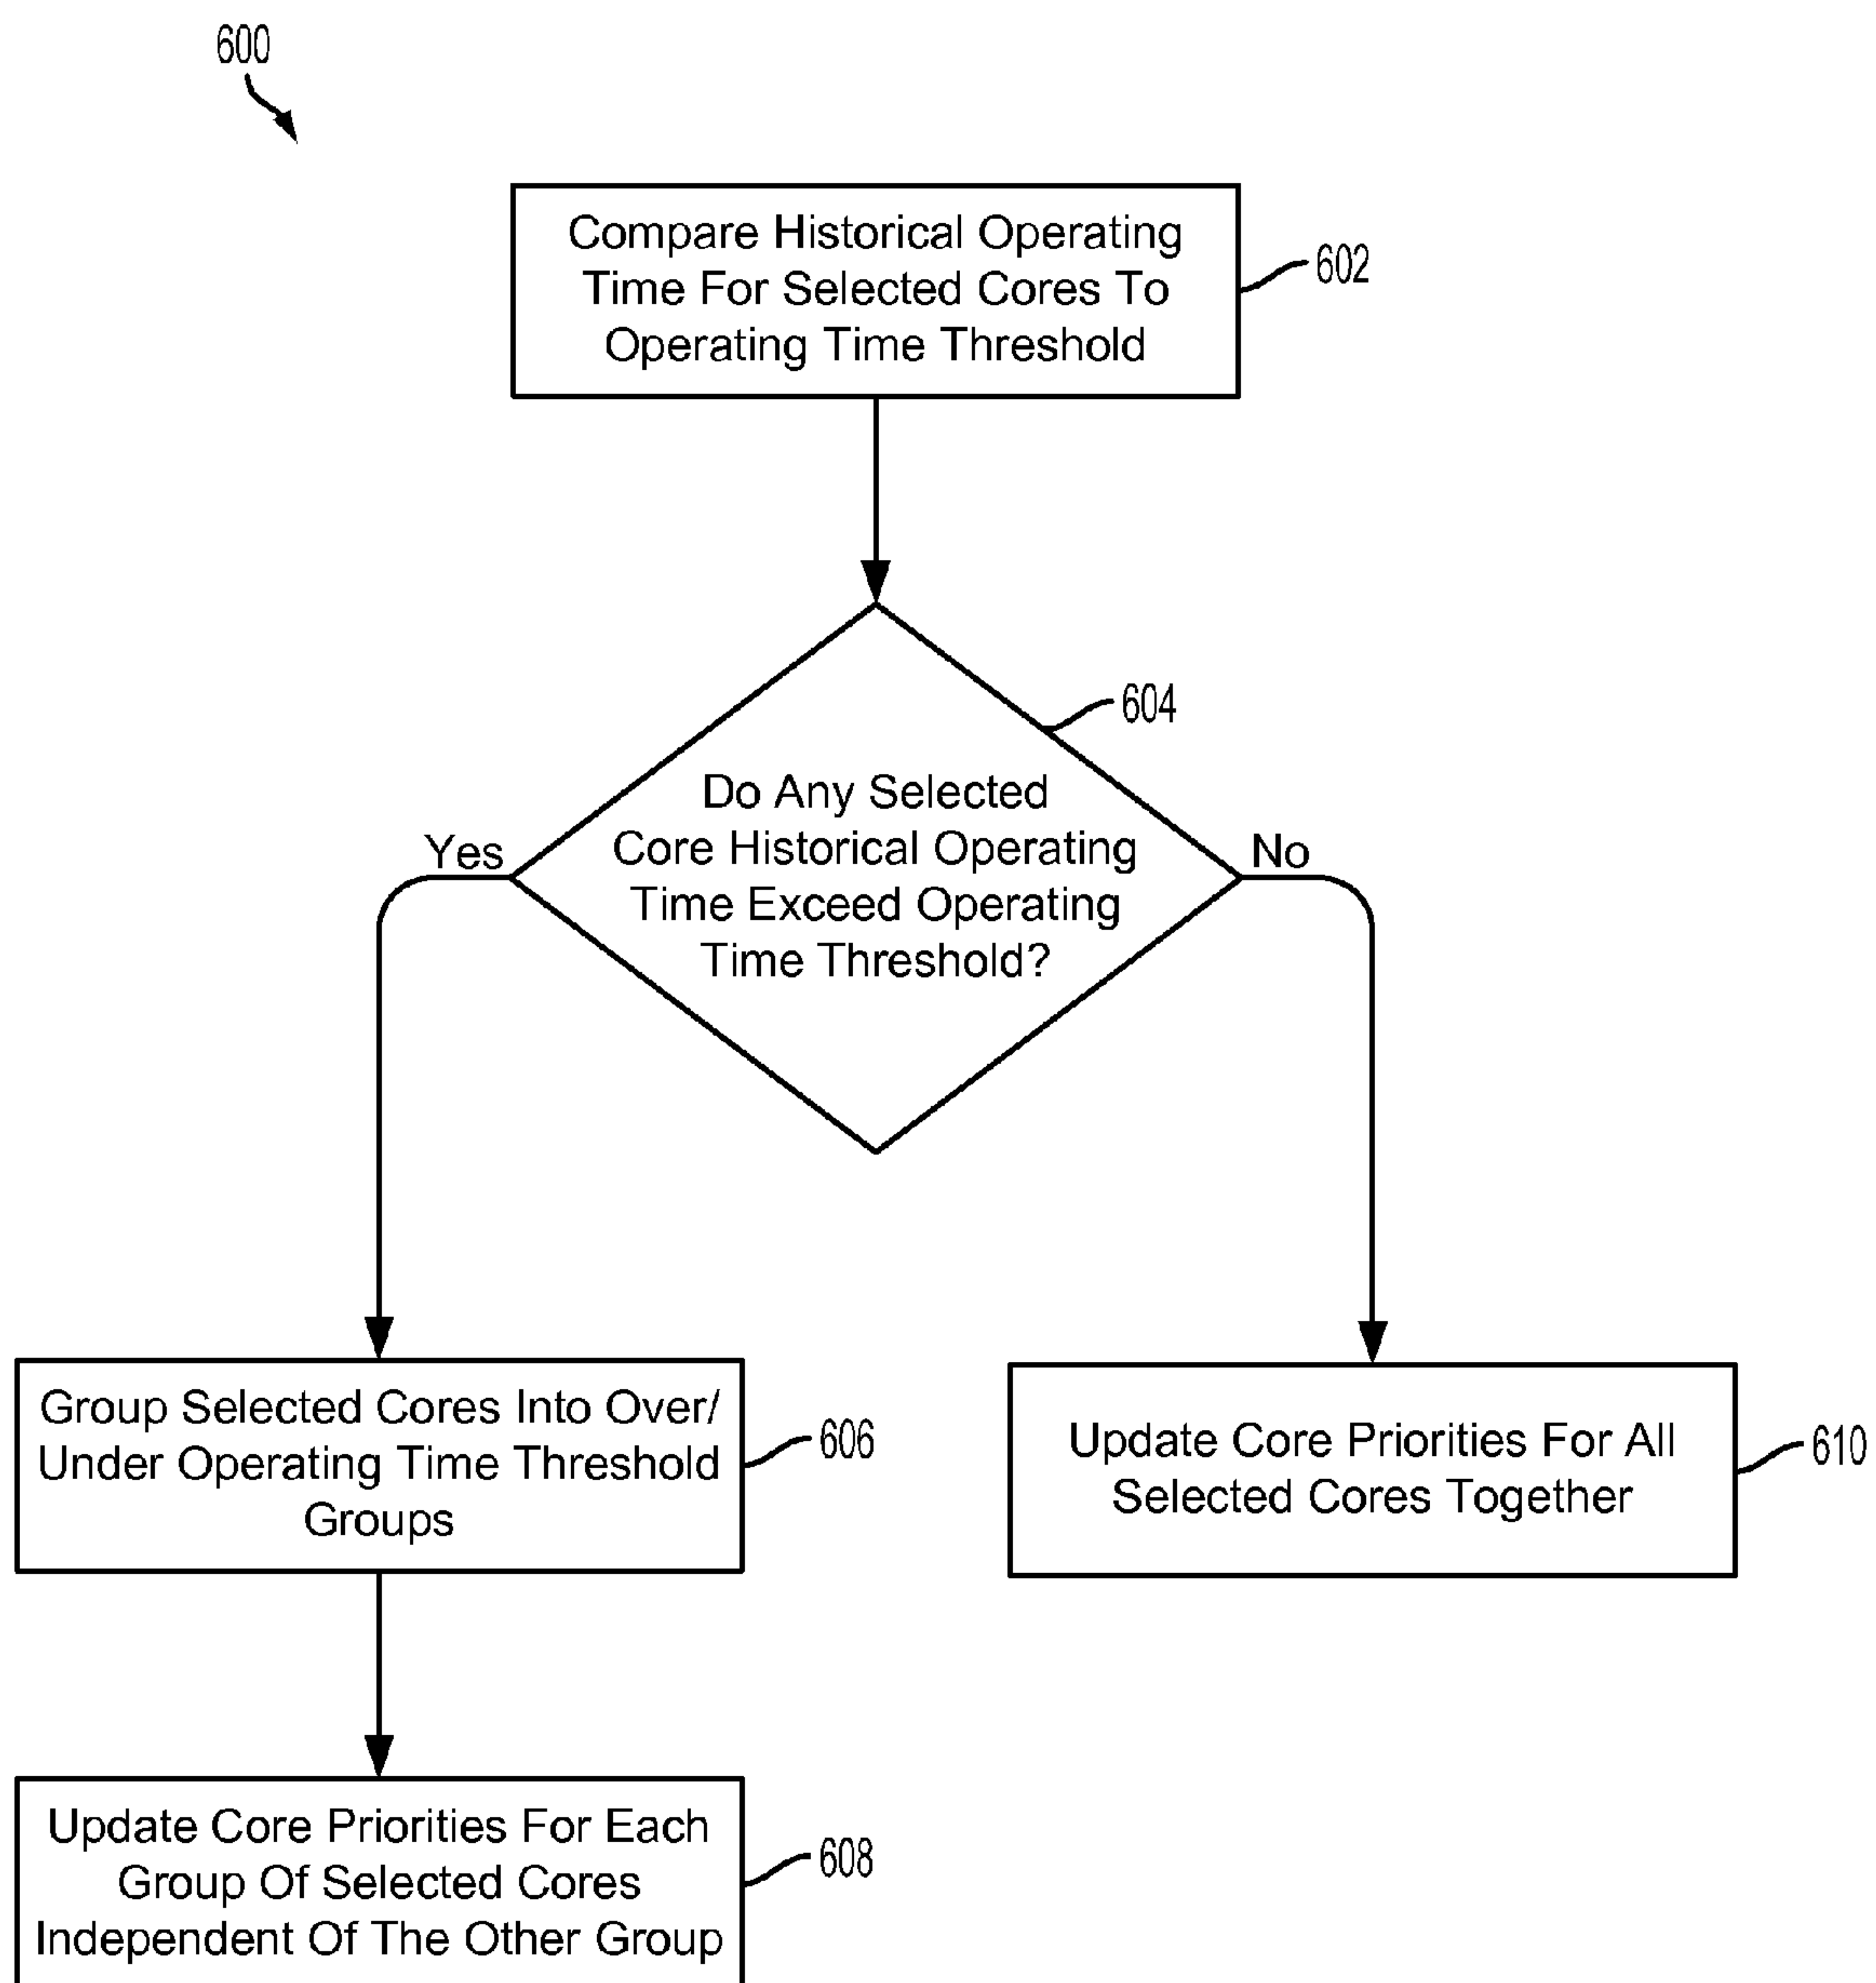 600
Compare Historical Operating
Time For Selected Cores To
Operating Time Threshold
602
604
Do Any Selected
Core Historical Operating
Time Exceed Operating
Time Threshold?
Yes
No
Group Selected Cores Into Over/
Under Operating Time Threshold
Groups
606
Update Core Priorities For All
Selected Cores Together
610
Update Core Priorities For Each
Group Of Selected Cores
Independent Of The Other Group
608